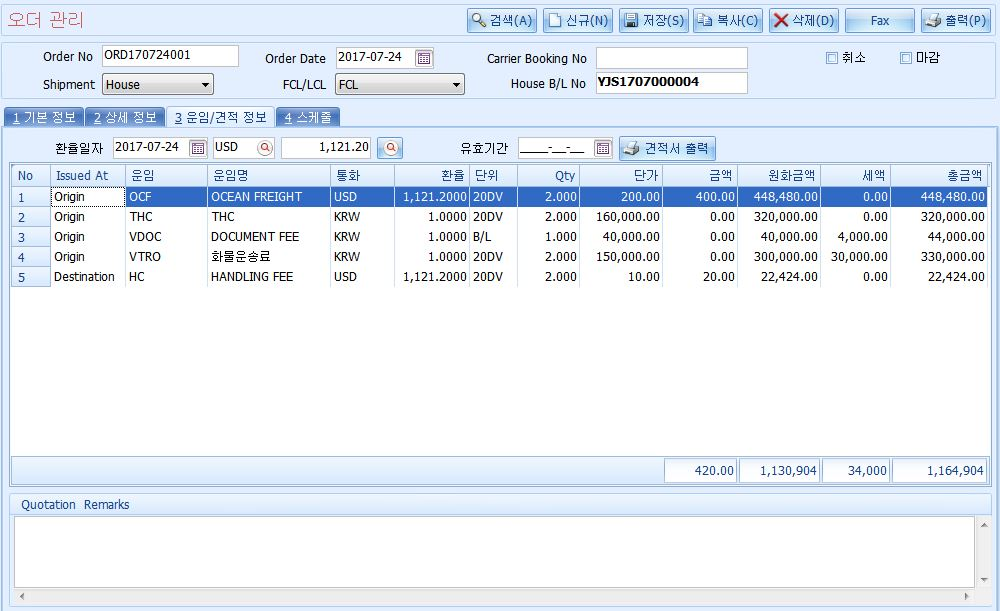 오더 관리
검색(A) 신규(N) 저장(S) 복사(C) 삭제(D) Fax 출력(P)
Order No ORD170724001 Order Date 2017-07-24 Carrier Booking No 취소 마감
Shipment House FCL/LCL FCL House B/L No YJS1707000004
1 기본 정보 2 상세 정보 3 운임/견적 정보 4 스케줄
환율일자 2017-07-24 USD 1,121.20 유효기간 ____-__-__ 견적서 출력
No Issued At 운임 운임명 통화 환율 단위 Qty 단가 금액 원화금액 세액 총금액
1 Origin OCF OCEAN FREIGHT USD 1,121.2000 20DV 2.000 200.00 400.00 448,480.00 0.00 448,480.00
2 Origin THC THC KRW 1.0000 20DV 2.000 160,000.00 0.00 320,000.00 0.00 320,000.00
3 Origin VDOC DOCUMENT FEE KRW 1.0000 B/L 1.000 40,000.00 0.00 40,000.00 4,000.00 44,000.00
4 Origin VTRO 화물운송료 KRW 1.0000 20DV 2.000 150,000.00 0.00 300,000.00 30,000.00 330,000.00
5 Destination HC HANDLING FEE USD 1,121.2000 20DV 2.000 10.00 20.00 22,424.00 0.00 22,424.00
420.00 1,130,904 34,000 1,164,904
Quotation Remarks